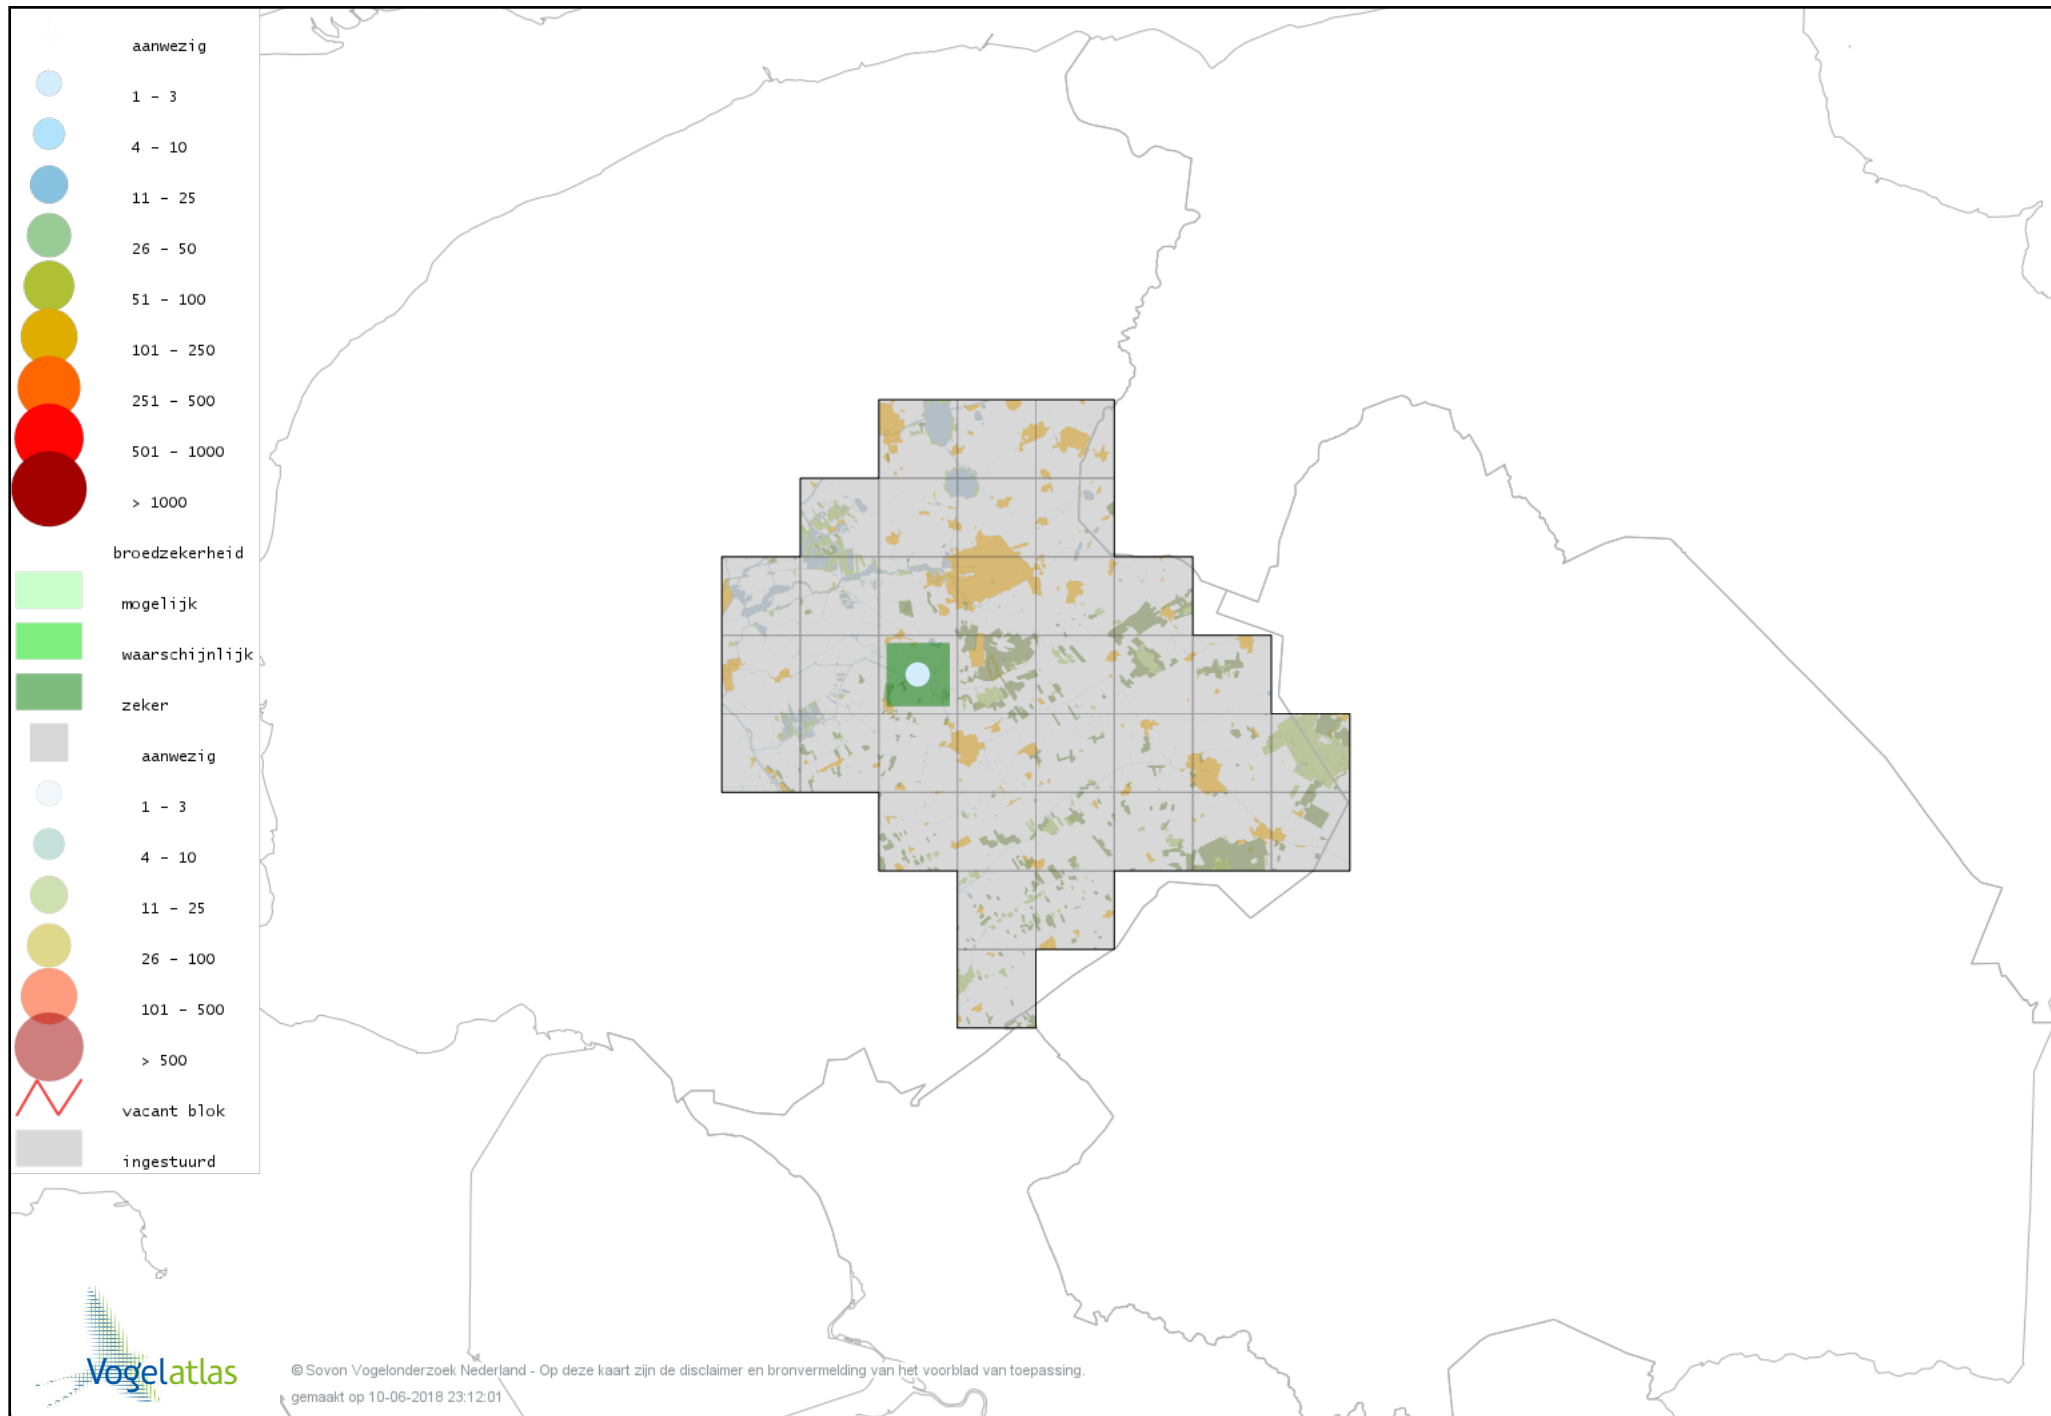 aanwezig
1 - 3
4 - 10
11 - 25
26 - 50
51 - 100
101 - 250
251 - 500
501 - 1000
> 1000
broedzekerheid
mogelijk
waarschijnlijk
zeker
aanwezig
1 - 3
4 - 10
11 - 25
26 - 100
101 - 500
> 500
vacant blok
ingestuurd
Vogelatlas
© Sovon Vogelonderzoek Nederland - Op deze kaart zijn de disclaimer en bronvermelding van het voorblad van toepassing.
gemaakt op 10-06-2018 23:12:01